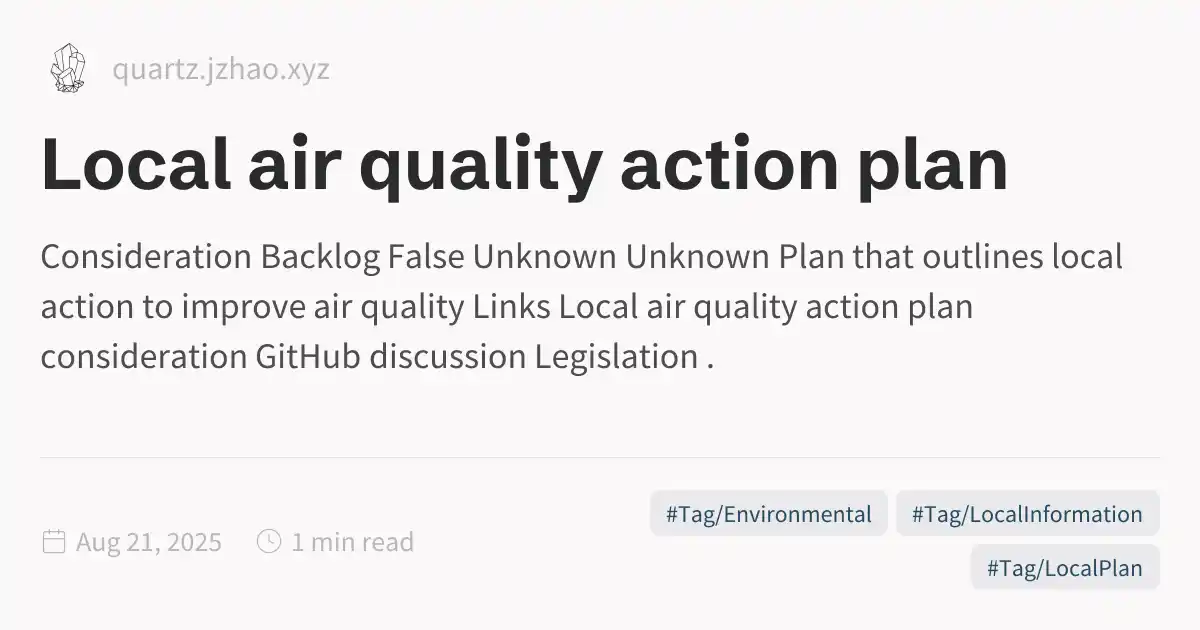 quartz.jzhao.xyz
Local air quality action plan
Consideration Backlog False Unknown Unknown Plan that outlines local
action to improve air quality Links Local air quality action plan
consideration GitHub discussion Legislation .
Aug 21, 2025
1 min read
#Tag/Environmental
#Tag/LocalInformation
#Tag/LocalPlan